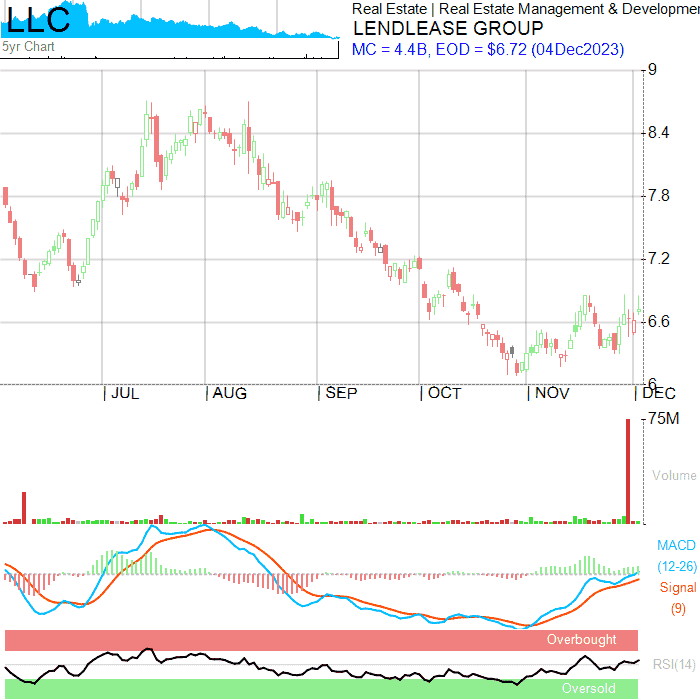 LLC
5yr Chart
Real Estate | Real Estate Management & Developmen
LENDLEASE GROUP
MC = 4.4B, EOD = $6.72 (04Dec2023)
9
8.4
7.8
7.2
6.6
6
JUL
AUG
SEP
OCT
NOV
DEC
75M
Volume
MACD
(12-26)
Signal
(9)
Overbought
RSI(14)
Oversold